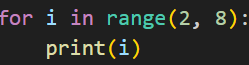 for i in range(2, 8):
    print(i)